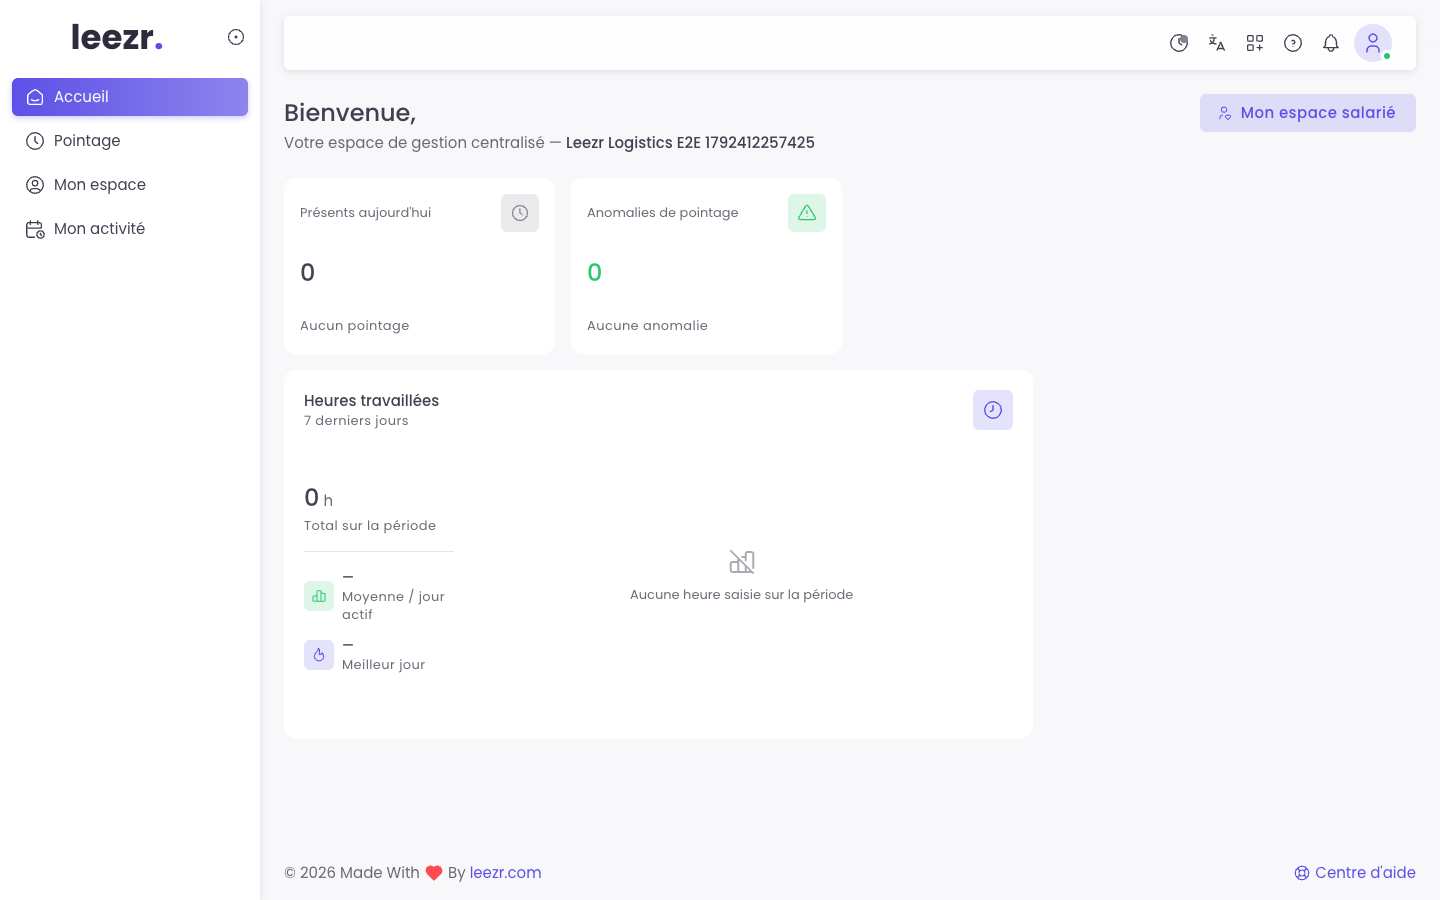 leezr.
Accueil
Pointage
Mon espace
Mon activité
Bienvenue,
Votre espace de gestion centralisé — Leezr Logistics E2E 1792412257425
Mon espace salarié
Présents aujourd'hui
0
Aucun pointage
Anomalies de pointage
0
Aucune anomalie
Heures travaillées
7 derniers jours
0 h
Total sur la période
—
Moyenne / jour
actif
—
Meilleur jour
Aucune heure saisie sur la période
© 2026 Made With By leezr.com
Centre d'aide